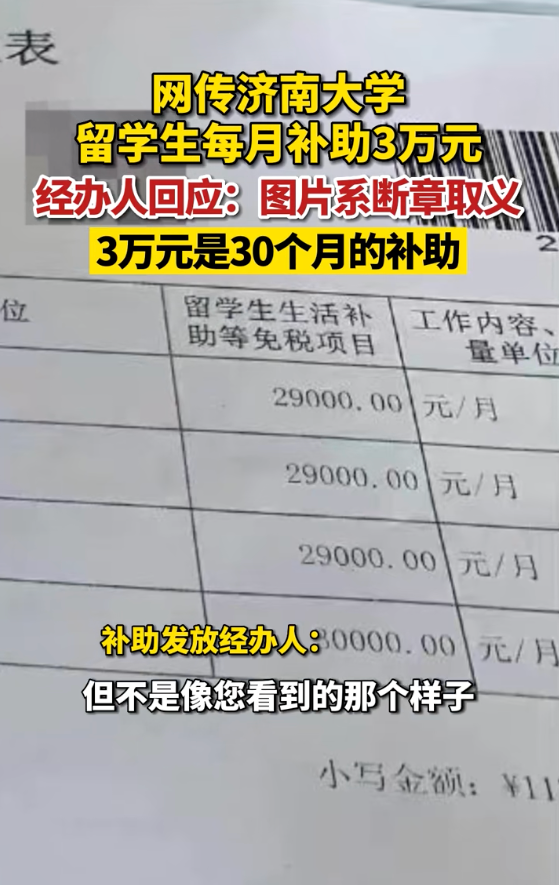 表
网传济南大学
留学生每月补助3万元
经办人回应：图片系断章取义
3万元是30个月的补助
2
位
留学生生活补
助等免税项目
工作内容、
量单位
29000.00 元/月
29000.00 元/月
29000.00 元/月
30000.00 元/月
补助发放经办人：
但不是像您看到的那个样子
小写金额：¥11